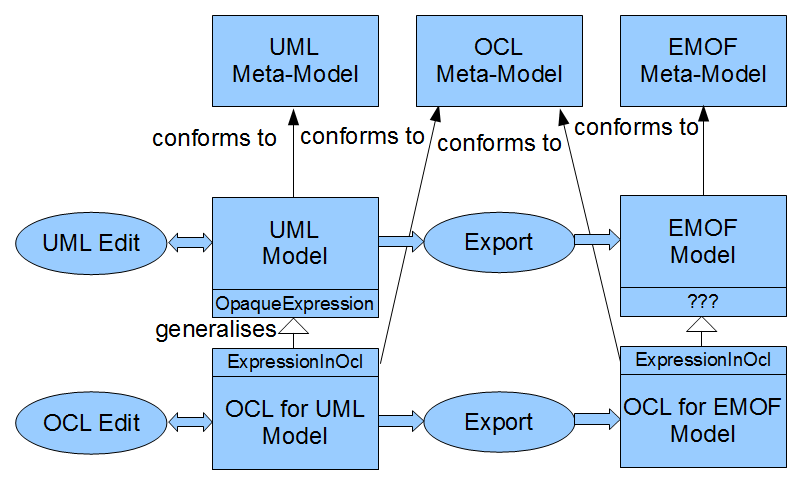 UML
Meta-Model
OCL
Meta-Model
EMOF
Meta-Model
conforms to
conforms to
conforms to
conforms to
UML Edit
UML
Model
OpaqueExpression
Export
EMOF
Model
???
generalises
ExpressionInOcl
OCL for UML
Model
OCL Edit
Export
ExpressionInOcl
OCL for EMOF
Model